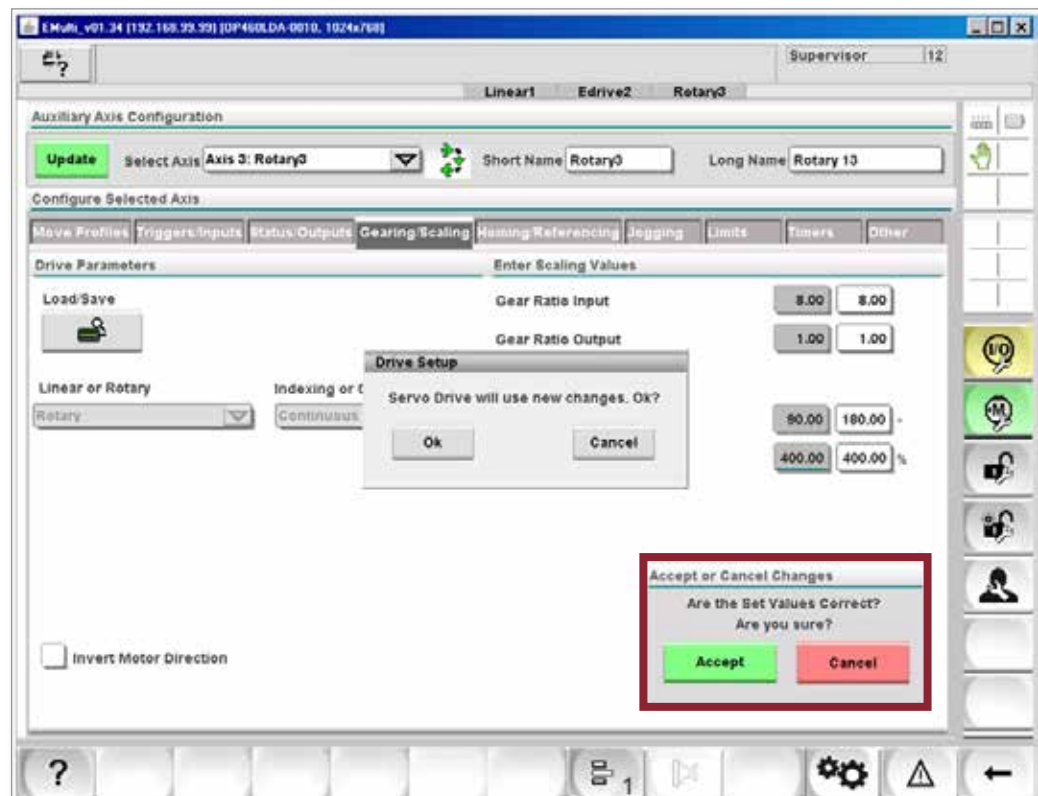 EMulti_v01.34 [192.168.99.99] [OP460LDA-0010, 1024x768]
?
Supervisor 12
Linear1 Edrive2 Rotary3
Auxiliary Axis Configuration
Update Select Axis Axis 3: Rotary3 Short Name Rotary3 Long Name Rotary 13
Configure Selected Axis
Move Profiles Triggers/Inputs Status/Outputs Gearing/Scaling Homing/Referencing Jogging Limits Timers Other
Drive Parameters Enter Scaling Values
Load/Save
Gear Ratio Input 8.00 8.00
Gear Ratio Output 1.00 1.00
Drive Setup
Linear or Rotary Indexing or C
Servo Drive will use new changes. Ok?
Rotary Continuous
90.00 180.00 °
Ok Cancel
400.00 400.00 %
Accept or Cancel Changes
Are the Set Values Correct?
Are you sure?
Invert Motor Direction
Accept Cancel
I/O
M
? 1